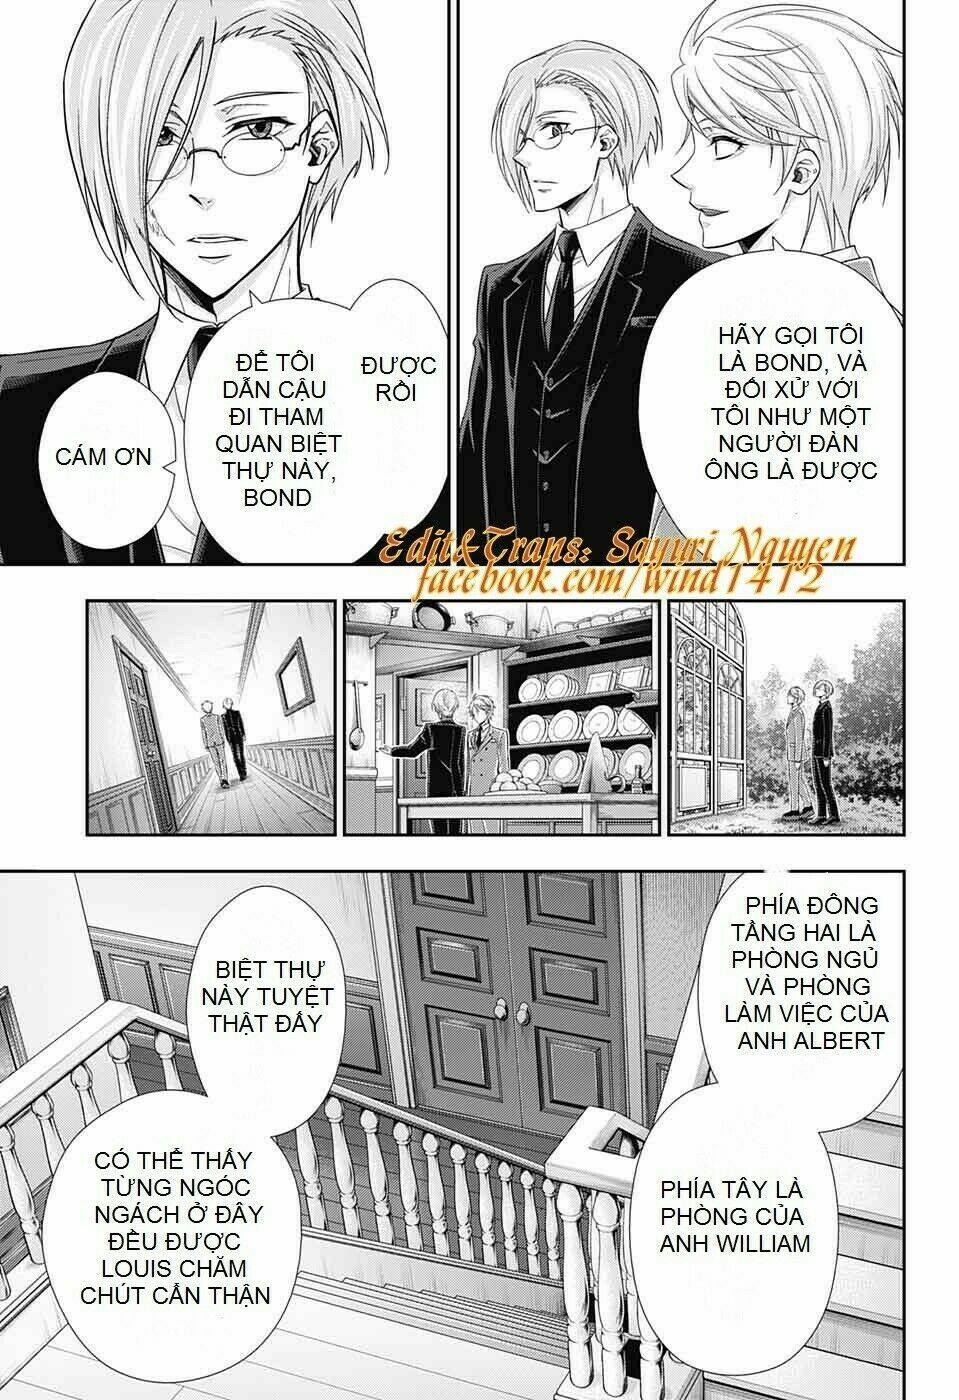 HÃY GỌI TÔI
LÀ BOND, VÀ
ĐỐI XỬ VỚI
TÔI NHƯ MỘT
NGƯỜI ĐÀN
ÔNG LÀ ĐƯỢC
ĐƯỢC
RỒI
ĐỂ TÔI
DẪN CẬU
ĐI THAM
QUAN BIỆT
THỰ NÀY,
BOND
CÁM ƠN
Edit&Trans: Sayuri Nguyen
facebook.com/wind1412
PHÍA ĐÔNG
TẦNG HAI LÀ
PHÒNG NGỦ
VÀ PHÒNG
LÀM VIỆC CỦA
ANH ALBERT
PHÍA TÂY LÀ
PHÒNG CỦA
ANH WILLIAM
BIỆT THỰ
NÀY TUYỆT
THẬT ĐẤY
CÓ THỂ THẤY
TỪNG NGÓC
NGÁCH Ở ĐÂY
ĐỀU ĐƯỢC
LOUIS CHĂM
CHÚT CẨN THẬN